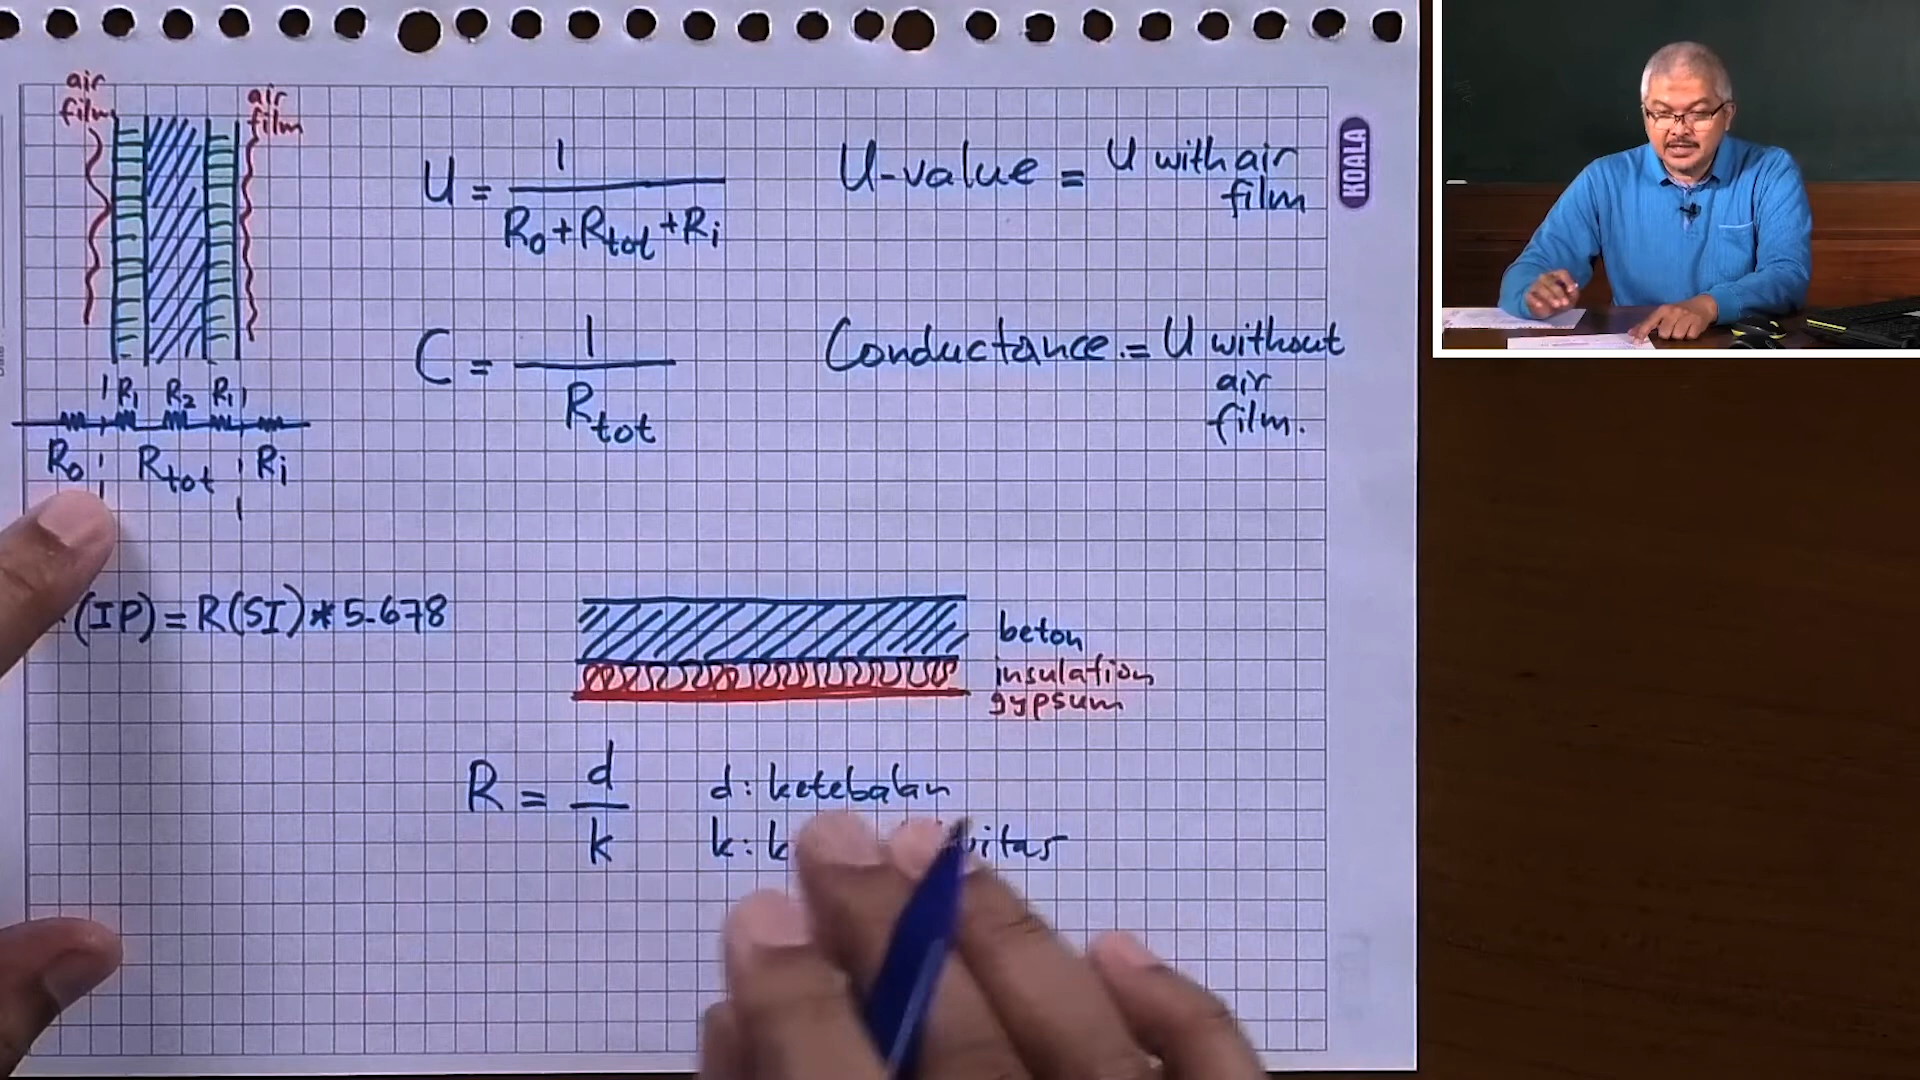 air
film
air
film
R₁ R₂ R₁
R₀ Rtot Ri
U = 1 / R₀+Rtot+Ri
U-value = U with air
film
C = 1 / Rtot
Conductance = U without
air
film.
KOALA
(IP) = R(SI)*5.678
beton
insulation
gypsum
R = d / k
d: ketebalan
k: k